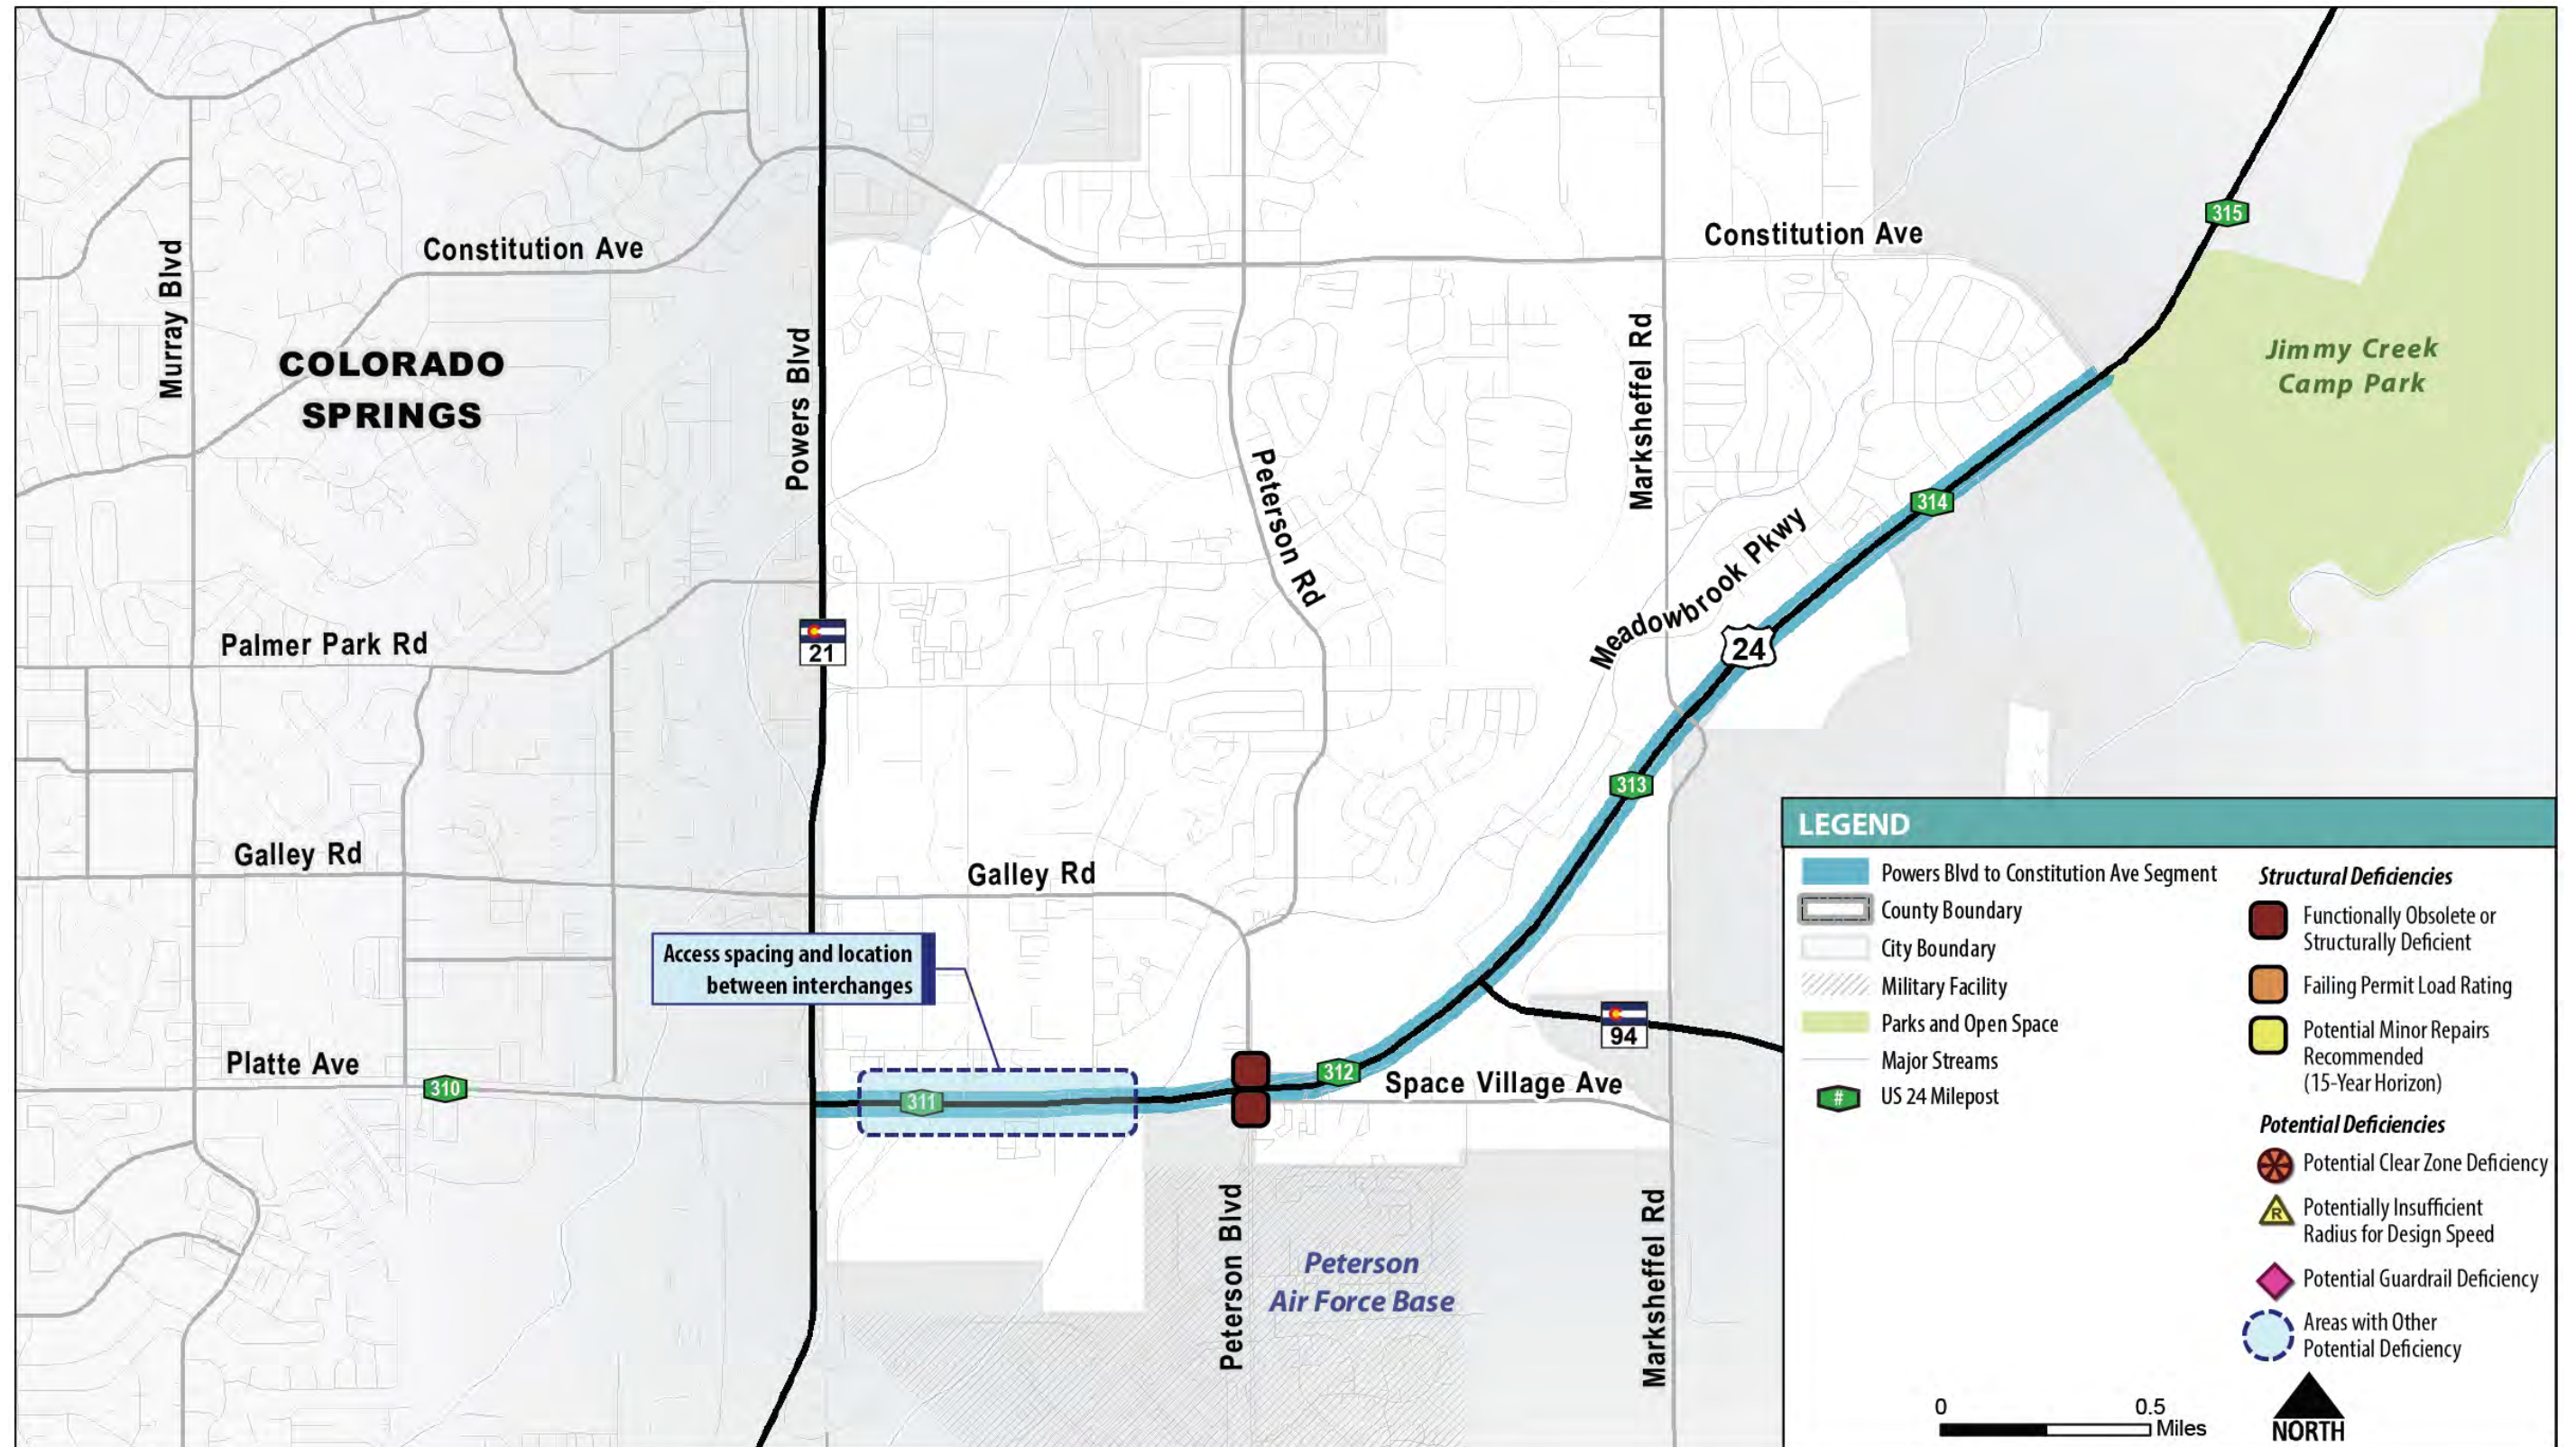 315
Constitution Ave
Constitution Ave
Murray Blvd
COLORADO
SPRINGS
Powers Blvd
Marksheffel Rd
Jimmy Creek
Camp Park
Peterson Rd
314
Meadowbrook Pkwy
Palmer Park Rd
21
24
313
Galley Rd
Galley Rd
Access spacing and location
between interchanges
94
Platte Ave
310
311
312
Space Village Ave
Peterson Blvd
Peterson
Air Force Base
Marksheffel Rd
LEGEND
Powers Blvd to Constitution Ave Segment
County Boundary
City Boundary
Military Facility
Parks and Open Space
Major Streams
# US 24 Milepost
Structural Deficiencies
Functionally Obsolete or
Structurally Deficient
Failing Permit Load Rating
Potential Minor Repairs
Recommended
(15-Year Horizon)
Potential Deficiencies
Potential Clear Zone Deficiency
R Potentially Insufficient
Radius for Design Speed
Potential Guardrail Deficiency
Areas with Other
Potential Deficiency
0 0.5
Miles
NORTH